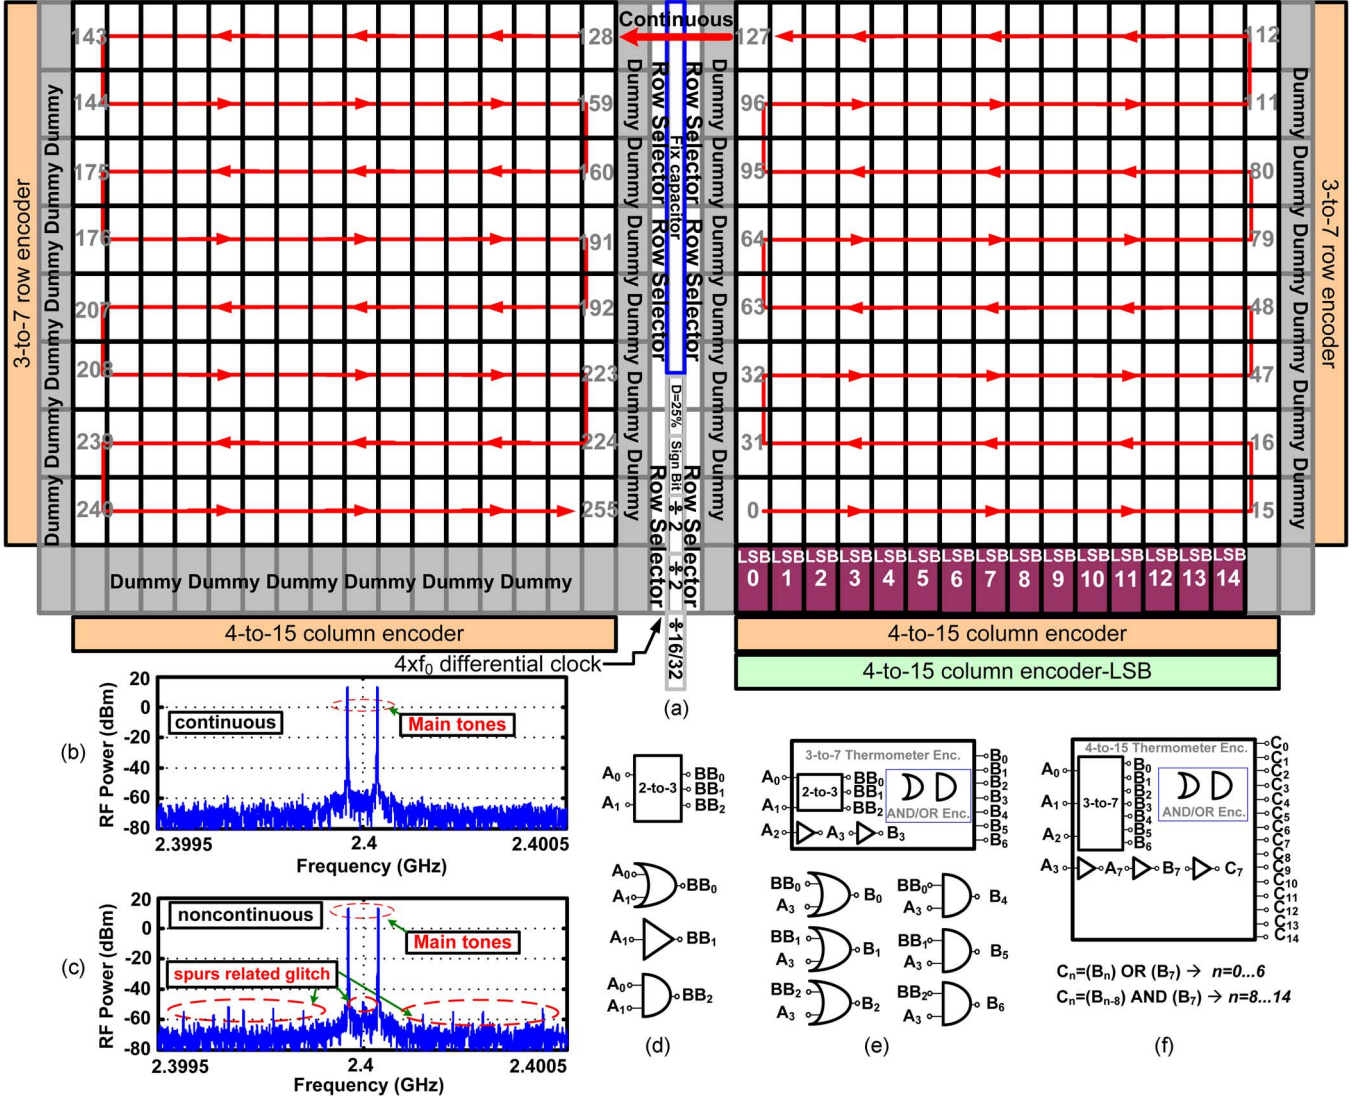 Continuous
143 128 127 112
144 159 96 111
175 160 95 80
176 191 64 79
207 192 63 48
208 223 32 47
239 224 31 16
240 255 0 15
3-to-7 row encoder
Dummy Dummy Dummy Dummy Dummy Dummy
Dummy Dummy Dummy Dummy Dummy Dummy
Row Selector Row Selector Row Selector
Fix capacitor
D=25%
Sign Bit
÷2
÷2
÷16/32
Row Selector Row Selector Row Selector
Dummy Dummy Dummy Dummy Dummy Dummy
Dummy Dummy Dummy Dummy Dummy Dummy
3-to-7 row encoder
LSB LSB LSB LSB LSB LSB LSB LSB LSB LSB LSB LSB LSB LSB LSB
0 1 2 3 4 5 6 7 8 9 10 11 12 13 14
Dummy Dummy Dummy Dummy Dummy Dummy
4-to-15 column encoder
4-to-15 column encoder
4-to-15 column encoder-LSB
4xf0 differential clock
(a)
(b)
RF Power (dBm)
20
0
-20
-40
-60
-80
continuous
Main tones
2.3995 2.4 2.4005
Frequency (GHz)
(c)
RF Power (dBm)
20
0
-20
-40
-60
-80
noncontinuous
Main tones
spurs related glitch
2.3995 2.4 2.4005
Frequency (GHz)
A0 2-to-3 BB0
BB1
A1 BB2
A0
A1 BB0
A1 BB1
A0
A1 BB2
(d)
3-to-7 Thermometer Enc.
A0 2-to-3 BB0
BB1
A1 BB2
AND/OR Enc.
A2 A3 B3
B0
B1
B2
B3
B4
B5
B6
BB0
A3 B0
BB0
A3 B4
BB1
A3 B1
BB1
A3 B5
BB2
A3 B2
BB2
A3 B6
(e)
4-to-15 Thermometer Enc.
A0
A1
A2
3-to-7
B0
B1
B2
B3
B4
B5
B6
AND/OR Enc.
A3 A7 B7 C7
C0
C1
C2
C3
C4
C5
C6
C7
C8
C9
C10
C11
C12
C13
C14
Cn=(Bn) OR (B7) → n=0...6
Cn=(Bn-8) AND (B7) → n=8...14
(f)